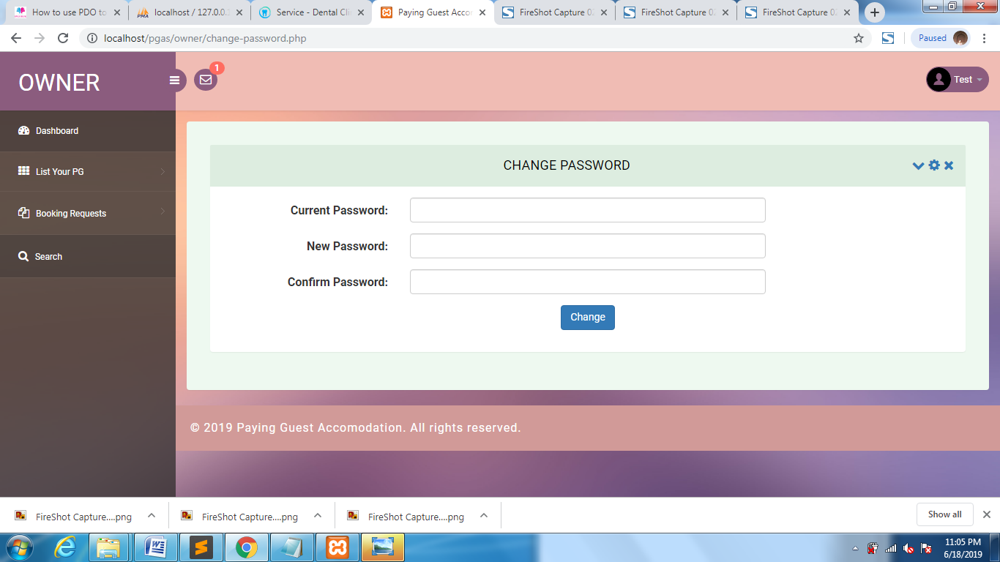 How to use PDO to
localhost / 127.0.0.
Service - Dental Cli
Paying Guest Accor
FireShot Capture 0
FireShot Capture 0
FireShot Capture 0
localhost/pgas/owner/change-password.php
Paused
OWNER
1
Test
Dashboard
List Your PG
Booking Requests
Search
CHANGE PASSWORD
Current Password:
New Password:
Confirm Password:
Change
© 2019 Paying Guest Accomodation. All rights reserved.
FireShot Capture....png
FireShot Capture....png
FireShot Capture....png
Show all
11:05 PM
6/18/2019